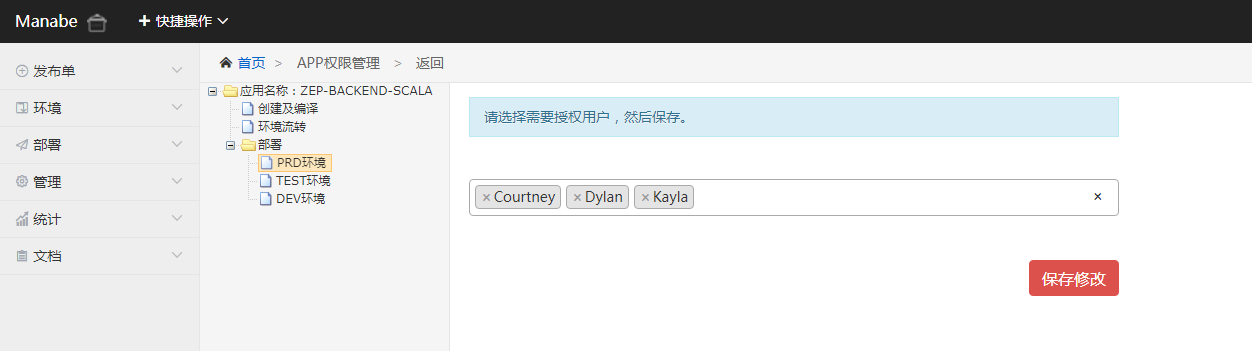 Manabe
快捷操作
发布单
环境
部署
管理
统计
文档
首页 > APP权限管理 > 返回
应用名称：ZEP-BACKEND-SCALA
创建及编译
环境流转
部署
PRD环境
TEST环境
DEV环境
请选择需要授权用户，然后保存。
×Courtney ×Dylan ×Kayla ×
保存修改